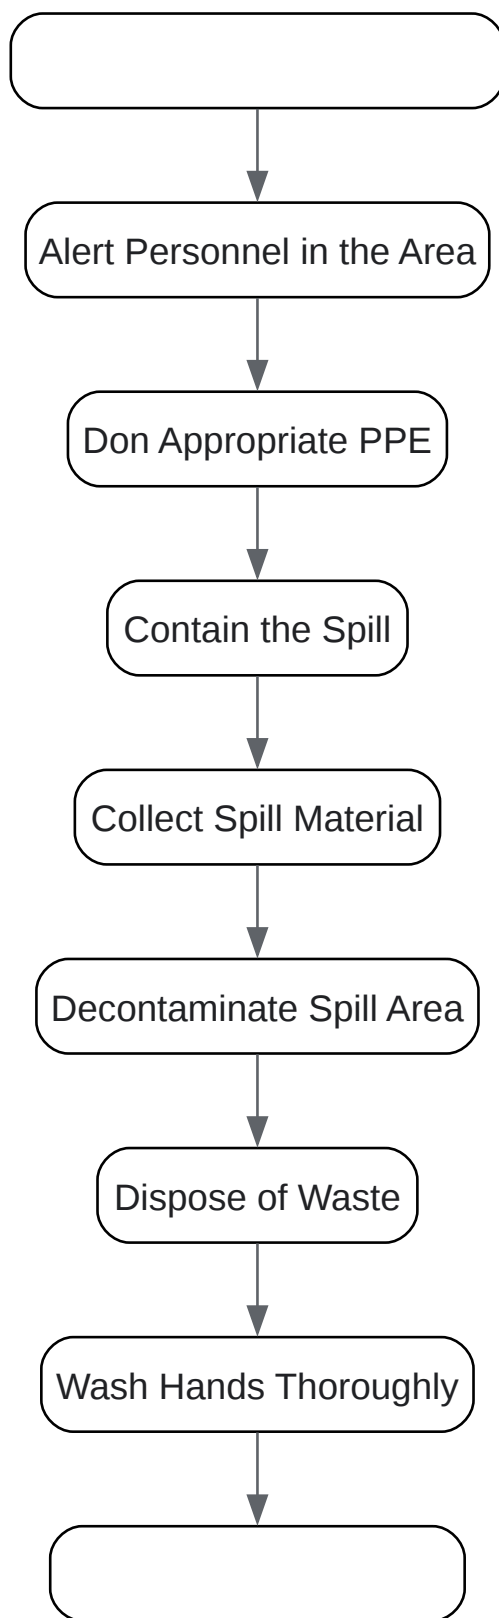 Alert Personnel in the Area
Don Appropriate PPE
Contain the Spill
Collect Spill Material
Decontaminate Spill Area
Dispose of Waste
Wash Hands Thoroughly